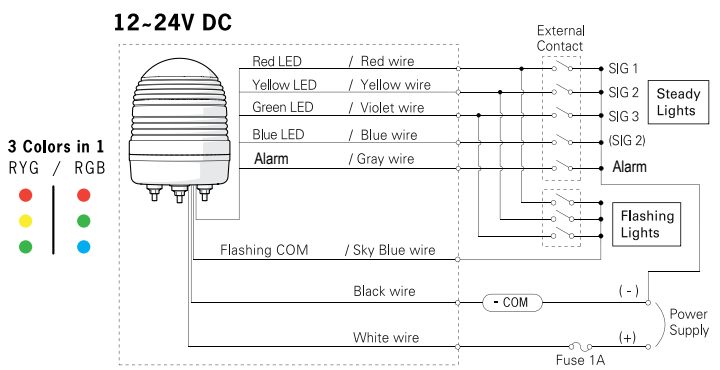 12~24V DC
External
Contact
Red LED / Red wire
SIG 1
Yellow LED / Yellow wire
SIG 2
Green LED / Violet wire
SIG 3
Steady
Lights
Blue LED / Blue wire
(SIG 2)
Alarm / Gray wire
Alarm
3 Colors in 1
RYG / RGB
Flashing
Lights
Flashing COM / Sky Blue wire
Black wire
- COM
(-)
Power
Supply
White wire
(+)
Fuse 1A